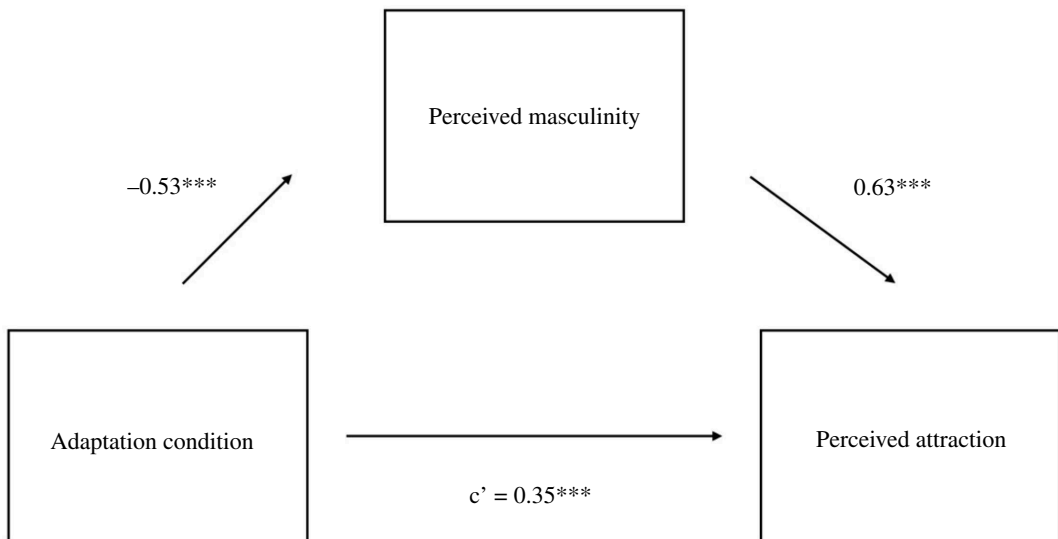 Perceived masculinity
–0.53***
0.63***
Adaptation condition
Perceived attraction
c’ = 0.35***